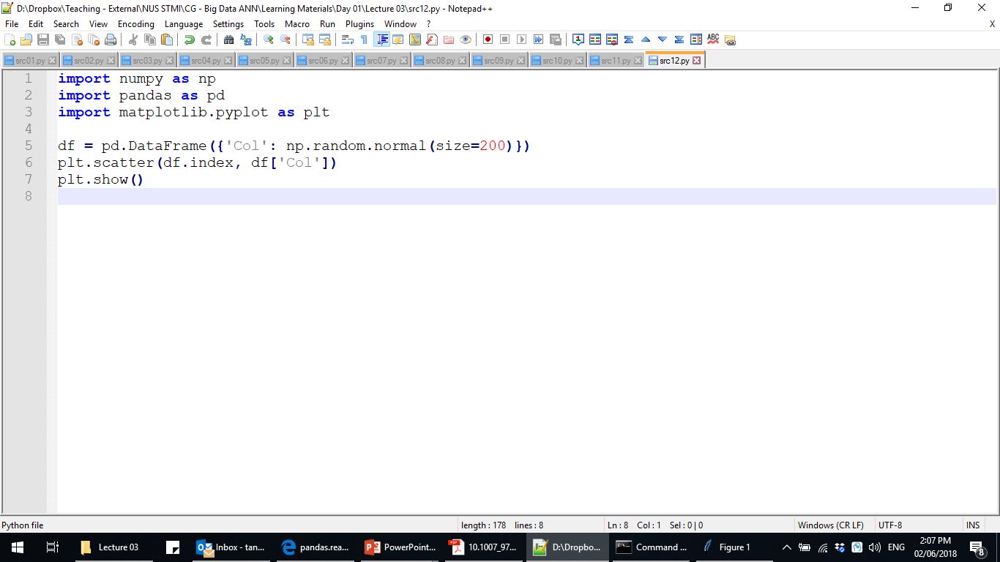 D:\Dropbox\Teaching - External\NUS STMI\CG - Big Data ANN\Learning Materials\Day 01\Lecture 03\src12.py - Notepad++
File Edit Search View Encoding Language Settings Tools Macro Run Plugins Window ? X
src01.py src02.py src03.py src04.py src05.py src06.py src07.py src08.py src09.py src10.py src11.py src12.py
1 import numpy as np
2 import pandas as pd
3 import matplotlib.pyplot as plt
4
5 df = pd.DataFrame({'Col': np.random.normal(size=200)})
6 plt.scatter(df.index, df['Col'])
7 plt.show()
8
Python file length : 178 lines : 8 Ln : 8 Col : 1 Sel : 0 | 0 Windows (CR LF) UTF-8 INS
Lecture 03 Inbox - tan... pandas.rea... PowerPoint... 10.1007_97... D:\Dropbo... Command ... Figure 1 ENG 2:07 PM
02/06/2018 8